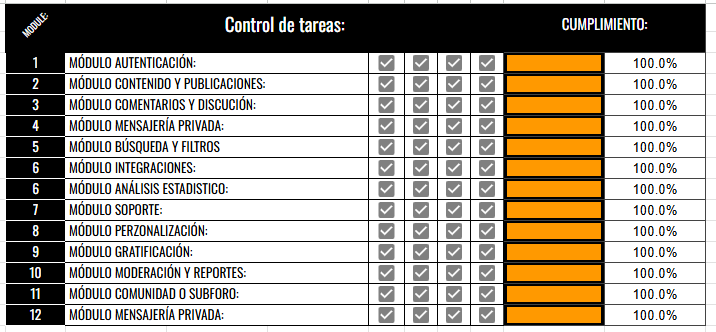 MODULE: Control de tareas: CUMPLIMIENTO:
1 MÓDULO AUTENTICACIÓN: 100.0%
2 MÓDULO CONTENIDO Y PUBLICACIONES: 100.0%
3 MÓDULO COMENTARIOS Y DISCUCIÓN: 100.0%
4 MÓDULO MENSAJERÍA PRIVADA: 100.0%
5 MÓDULO BÚSQUEDA Y FILTROS 100.0%
6 MÓDULO INTEGRACIONES: 100.0%
6 MÓDULO ANÁLISIS ESTADISTICO: 100.0%
7 MÓDULO SOPORTE: 100.0%
8 MÓDULO PERZONALIZACIÓN: 100.0%
9 MÓDULO GRATIFICACIÓN: 100.0%
10 MÓDULO MODERACIÓN Y REPORTES: 100.0%
11 MÓDULO COMUNIDAD O SUBFORO: 100.0%
12 MÓDULO MENSAJERÍA PRIVADA: 100.0%